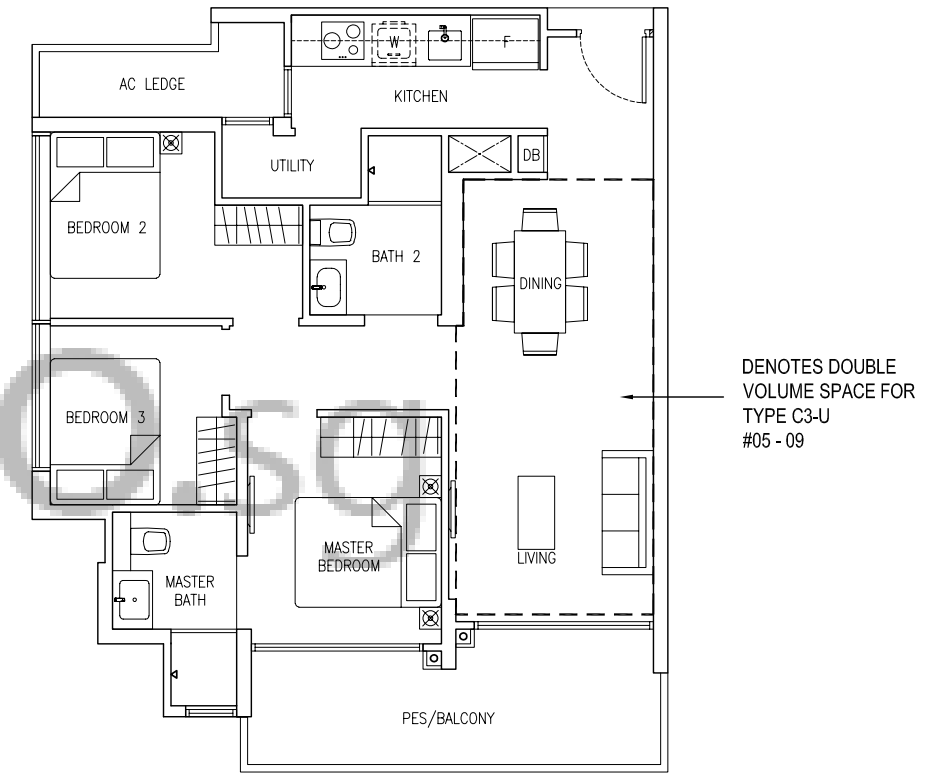 W
F
AC LEDGE
KITCHEN
UTILITY
DB
BEDROOM 2
BATH 2
DINING
DENOTES DOUBLE
VOLUME SPACE FOR
TYPE C3-U
#05 - 09
BEDROOM 3
o.sg
MASTER
BEDROOM
LIVING
MASTER
BATH
PES/BALCONY